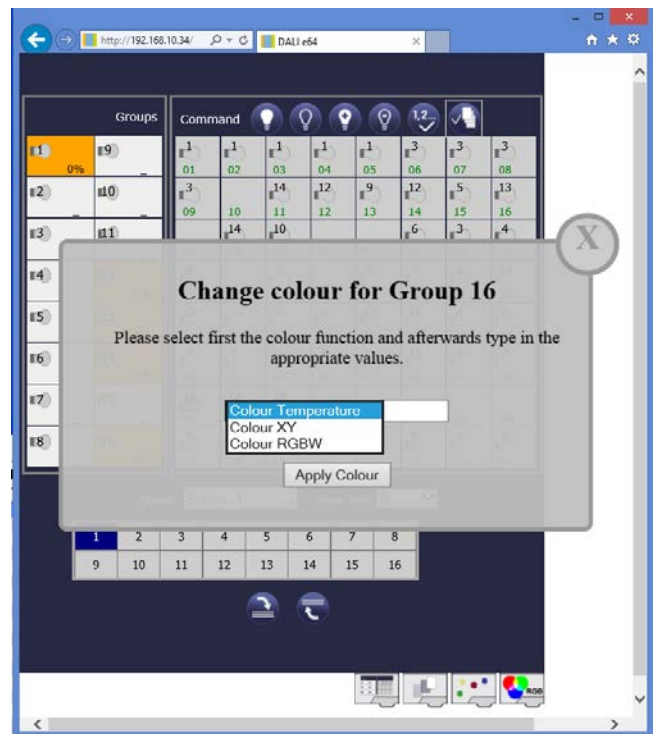 http://192.168.10.34/
DALI e64
Groups
Command
1,2...
1 9
0% _
2 10
_ _
3 11
4
5
6
7
8
1 1 1 1 1 3 3 3
01 02 03 04 05 06 07 08
3 14 12 9 12 5 13
09 10 11 12 13 14 15 16
14 10 6 3 4
X
Change colour for Group 16
Please select first the colour function and afterwards type in the
appropriate values.
Colour Temperature
Colour XY
Colour RGBW
Apply Colour
1 2 3 4 5 6 7 8
9 10 11 12 13 14 15 16
RGB